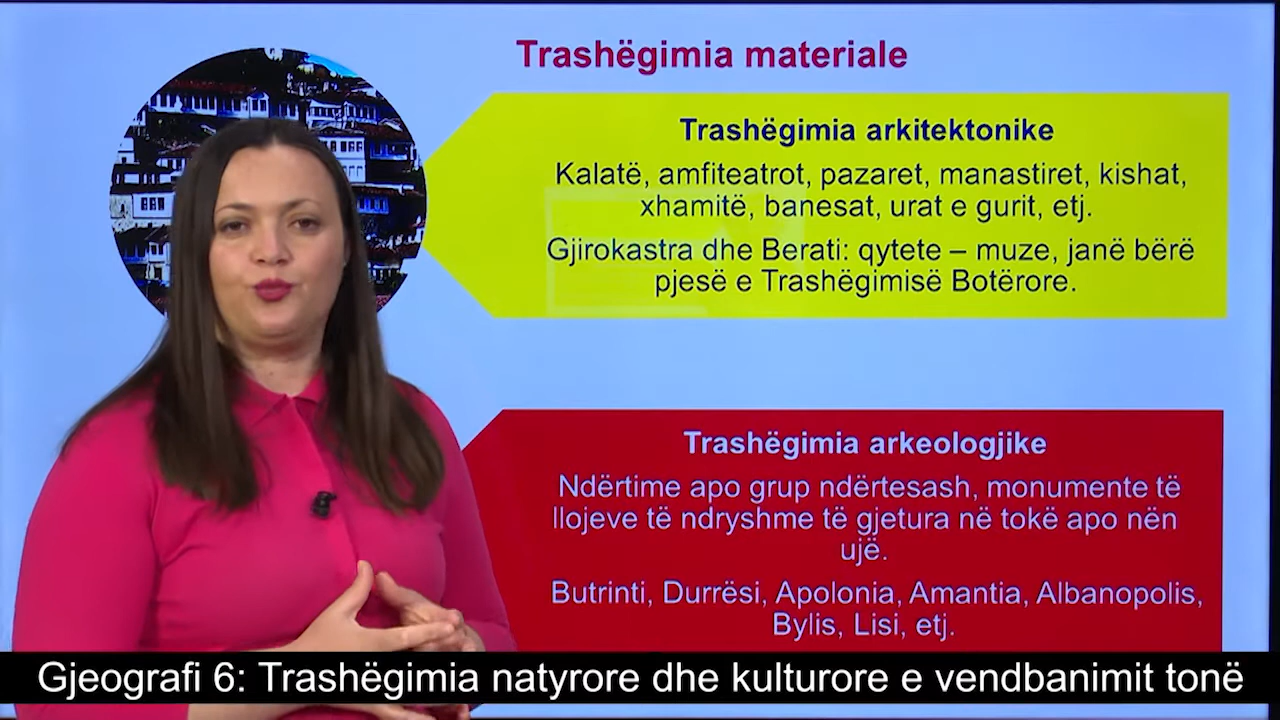 Trashëgimia materiale
Trashëgimia arkitektonike
Kalatë, amfiteatrot, pazaret, manastiret, kishat,
xhamitë, banesat, urat e gurit, etj.
Gjirokastra dhe Berati: qytete – muze, janë bërë
pjesë e Trashëgimisë Botërore.
Trashëgimia arkeologjike
Ndërtime apo grup ndërtesash, monumente të
llojeve të ndryshme të gjetura në tokë apo nën
ujë.
Butrinti, Durrësi, Apolonia, Amantia, Albanopolis,
Bylis, Lisi, etj.
Gjeografi 6: Trashëgimia natyrore dhe kulturore e vendbanimit tonë